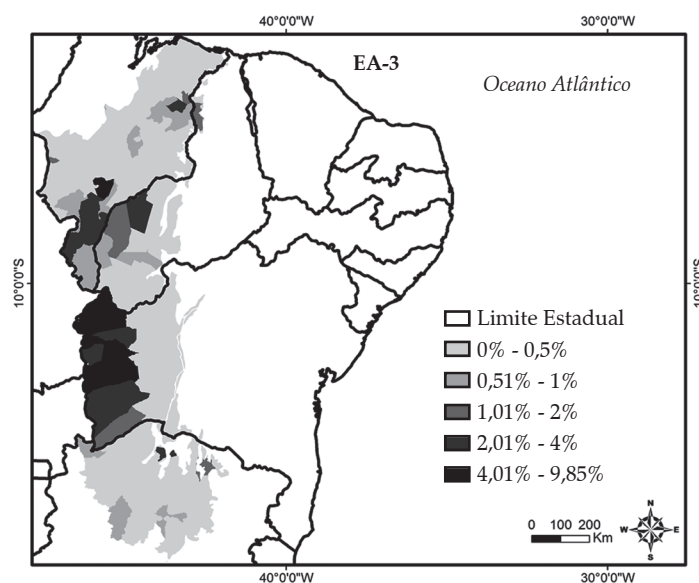 40°0'0"W
30°0'0"W
EA-3
Oceano Atlântico
10°0'0"S
10°0'0"S
Limite Estadual
0% - 0,5%
0,51% - 1%
1,01% - 2%
2,01% - 4%
4,01% - 9,85%
0 100 200
Km
N
W
E
S
40°0'0"W
30°0'0"W